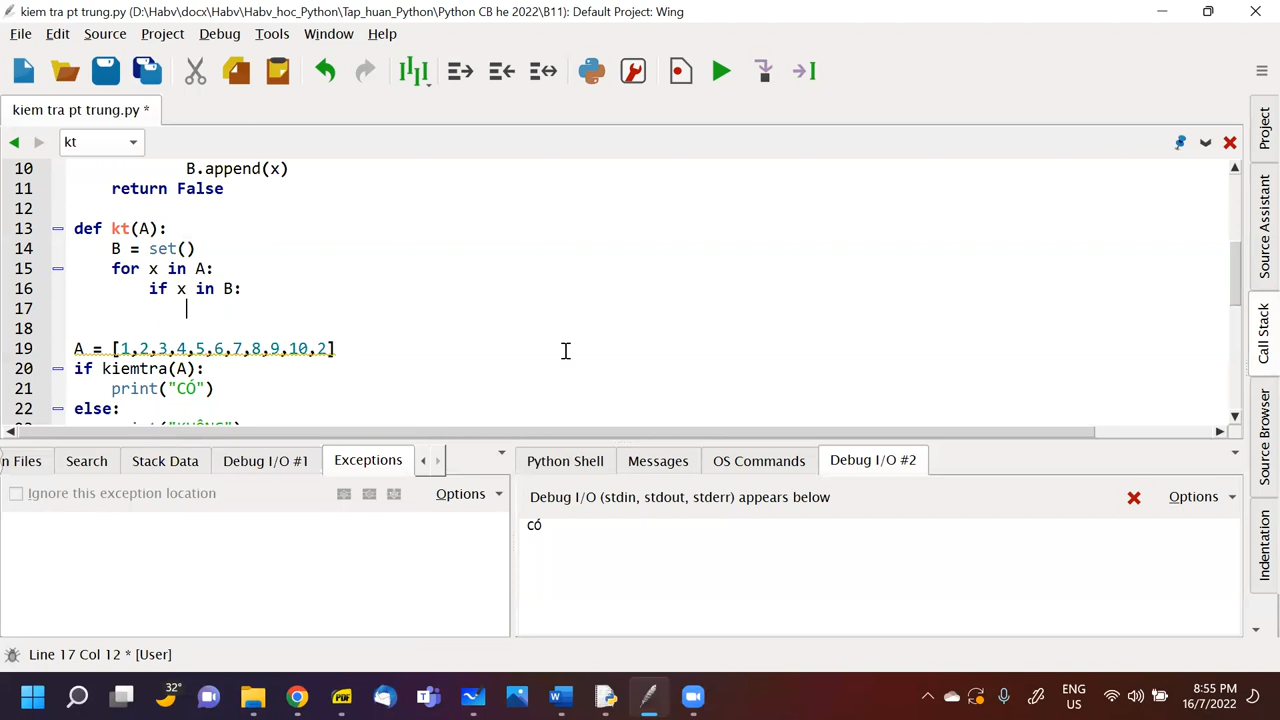 kiem tra pt trung.py (D:\Habv\docx\Habv\Habv_hoc_Python\Tap_huan_Python\Python CB he 2022\B11): Default Project: Wing
File Edit Source Project Debug Tools Window Help
kiem tra pt trung.py *
kt
10 B.append(x)
11 return False
12
13 def kt(A):
14 B = set()
15 for x in A:
16 if x in B:
17
18
19 A = [1,2,3,4,5,6,7,8,9,10,2]
20 if kiemtra(A):
21 print("CÓ")
22 else:
Project
Source Assistant
Call Stack
Source Browser
Indentation
n Files Search Stack Data Debug I/O #1 Exceptions
Ignore this exception location Options
Python Shell Messages OS Commands Debug I/O #2
Debug I/O (stdin, stdout, stderr) appears below Options
CÓ
Line 17 Col 12 * [User]
32°
ENG
US
8:55 PM
16/7/2022